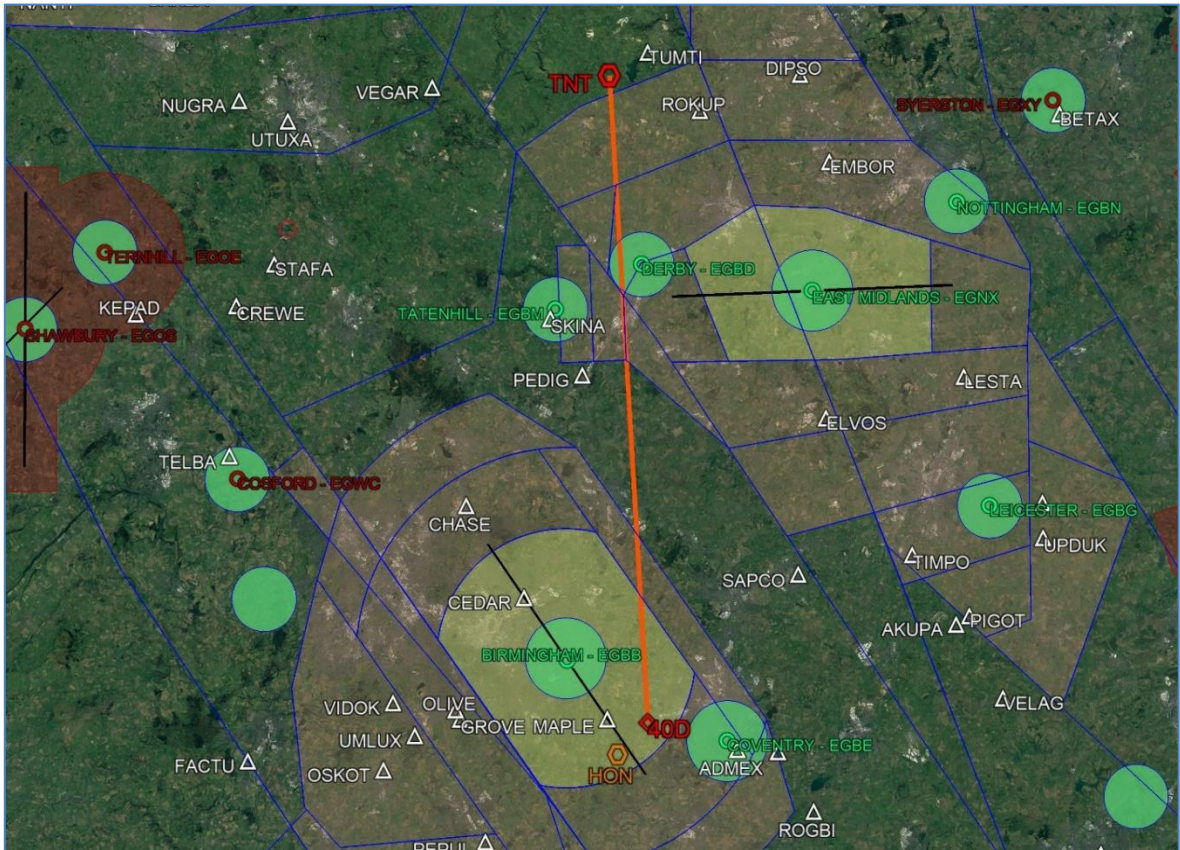 NANTI
TUMTI
TNT
DIPSO
VEGAR
NUGRA
ROKUP
SYERSTON - EGXY
BETAX
UTUXA
EMBOR
NOTTINGHAM - EGBN
TERNHILL - EGOE
STAFA
DERBY - EGBD
EAST MIDLANDS - EGNX
KEPAD
CREWE
TATENHILL - EGBM
SKINA
SHAWBURY - EGOS
PEDIG
LESTA
ELVOS
TELBA
COSFORD - EGWC
CHASE
LEICESTER - EGBG
UPDUK
TIMPO
SAPCO
CEDAR
PIGOT
AKUPA
BIRMINGHAM - EGBB
VELAG
VIDOK
OLIVE
GROVE
MAPLE
40D
UMLUX
COVENTRY - EGBE
FACTU
OSKOT
HON
ADMEX
ROGBI